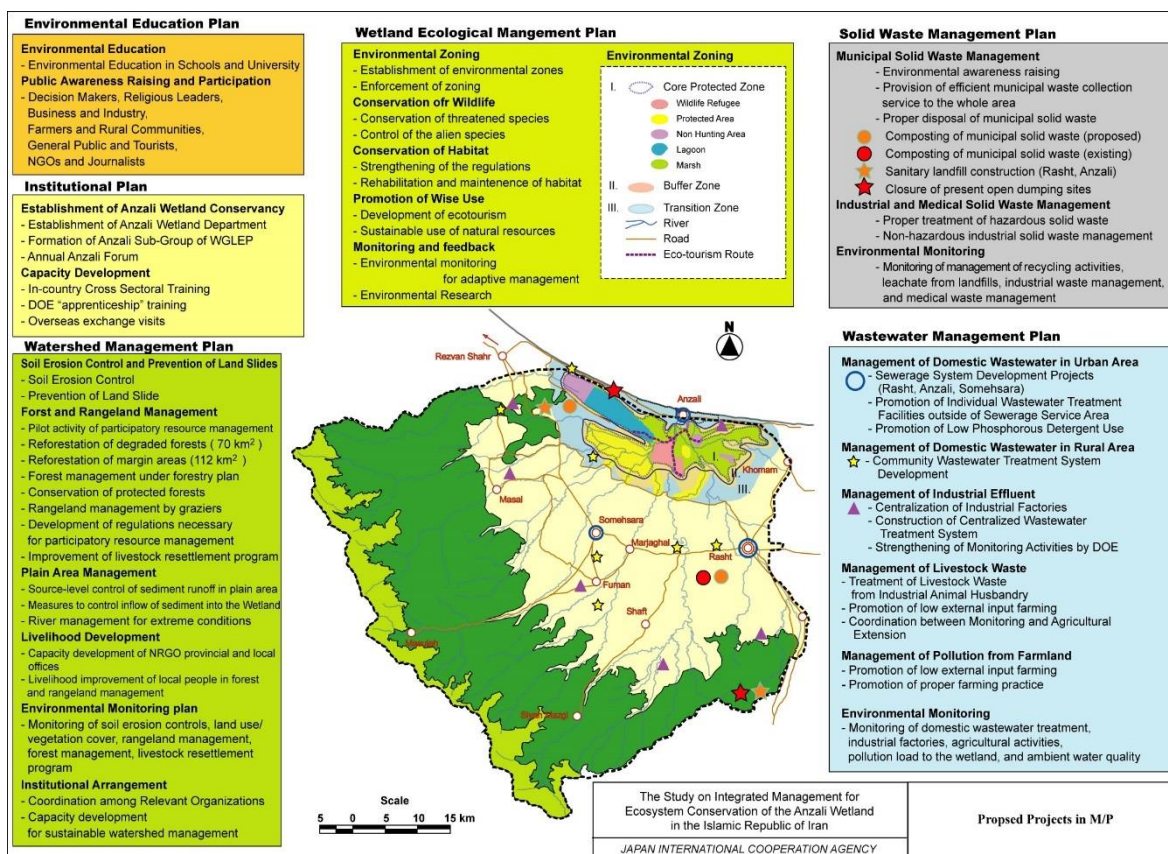 Environmental Education Plan
Environmental Education
- Environmental Education in Schools and University
Public Awareness Raising and Participation
- Decision Makers, Religious Leaders,
Business and Industry,
Farmers and Rural Communities,
General Public and Tourists,
NGOs and Journalists
Institutional Plan
Establishment of Anzali Wetland Conservancy
- Establishment of Anzali Wetland Department
- Formation of Anzali Sub-Group of WGLEP
- Annual Anzali Forum
Capacity Development
- In-country Cross Sectoral Training
- DOE "apprenticeship" training
- Overseas exchange visits
Watershed Management Plan
Soil Erosion Control and Prevention of Land Slides
- Soil Erosion Control
- Prevention of Land Slide
Forst and Rangeland Management
- Pilot activity of participatory resource management
- Reforestation of degraded forests ( 70 km² )
- Reforestation of margin areas (112 km² )
- Forest management under forestry plan
- Conservation of protected forests
- Rangeland management by graziers
- Development of regulations necessary
for participatory resource management
- Improvement of livestock resettlement program
Plain Area Management
- Source-level control of sediment runoff in plain area
- Measures to control inflow of sediment into the Wetland
- River management for extreme conditions
Livelihood Development
- Capacity development of NRGO provincial and local
offices
- Livelihood improvement of local people in forest
and rangeland management
Environmental Monitoring plan
- Monitoring of soil erosion controls, land use/
vegetation cover, rangeland management,
forest management, livestock resettlement
program
Institutional Arrangement
- Coordination among Relevant Organizations
- Capacity development
for sustainable watershed management
Wetland Ecological Mangement Plan
Environmental Zoning
- Establishment of environmental zones
- Enforcement of zoning
Conservation ofr Wildlife
- Conservation of threatened species
- Control of the alien species
Conservation of Habitat
- Strengthening of the regulations
- Rehabilitation and maintenence of habitat
Promotion of Wise Use
- Development of ecotourism
- Sustainable use of natural resources
Monitoring and feedback
- Environmental monitoring
for adaptive management
- Environmental Research
Environmental Zoning
I. Core Protected Zone
Wildlife Refugee
Protected Area
Non Hunting Area
Lagoon
Marsh
II. Buffer Zone
III. Transition Zone
River
Road
Eco-tourism Route
Solid Waste Management Plan
Municipal Solid Waste Management
- Environmental awareness raising
- Provision of efficient municipal waste collection
service to the whole area
- Proper disposal of municipal solid waste
Composting of municipal solid waste (proposed)
Composting of municipal solid waste (existing)
Sanitary landfill construction (Rasht, Anzali)
Closure of present open dumping sites
Industrial and Medical Solid Waste Management
- Proper treatment of hazardous solid waste
- Non-hazardous industrial solid waste management
Environmental Monitoring
- Monitoring of management of recycling activities,
leachate from landfills, industrial waste management,
and medical waste management
Wastewater Management Plan
Management of Domestic Wastewater in Urban Area
- Sewerage System Development Projects
(Rasht, Anzali, Somehsara)
- Promotion of Individual Wastewater Treatment
Facilities outside of Sewerage Service Area
- Promotion of Low Phosphorous Detergent Use
Management of Domestic Wastewater in Rural Area
- Community Wastewater Treatment System
Development
Management of Industrial Effluent
- Centralization of Industrial Factories
- Construction of Centralized Wastewater
Treatment System
- Strengthening of Monitoring Activities by DOE
Management of Livestock Waste
- Treatment of Livestock Waste
from Industrial Animal Husbandry
- Promotion of low external input farming
- Coordination between Monitoring and Agricultural
Extension
Management of Pollution from Farmland
- Promotion of low external input farming
- Promotion of proper farming practice
Environmental Monitoring
- Monitoring of domestic wastewater treatment,
industrial factories, agricultural activities,
pollution load to the wetland, and ambient water quality
N
Rezvan Shahr
Anzali
I.
Khomam
II.
III.
Masal
Somehsara
Marjaghal
Rasht
Fuman
Shaft
Masuleh
Scale
5 0 5 10 15 km
The Study on Integrated Management for
Ecosystem Conservation of the Anzali Wetland
in the Islamic Republic of Iran
JAPAN INTERNATIONAL COOPERATION AGENCY
Propsed Projects in M/P